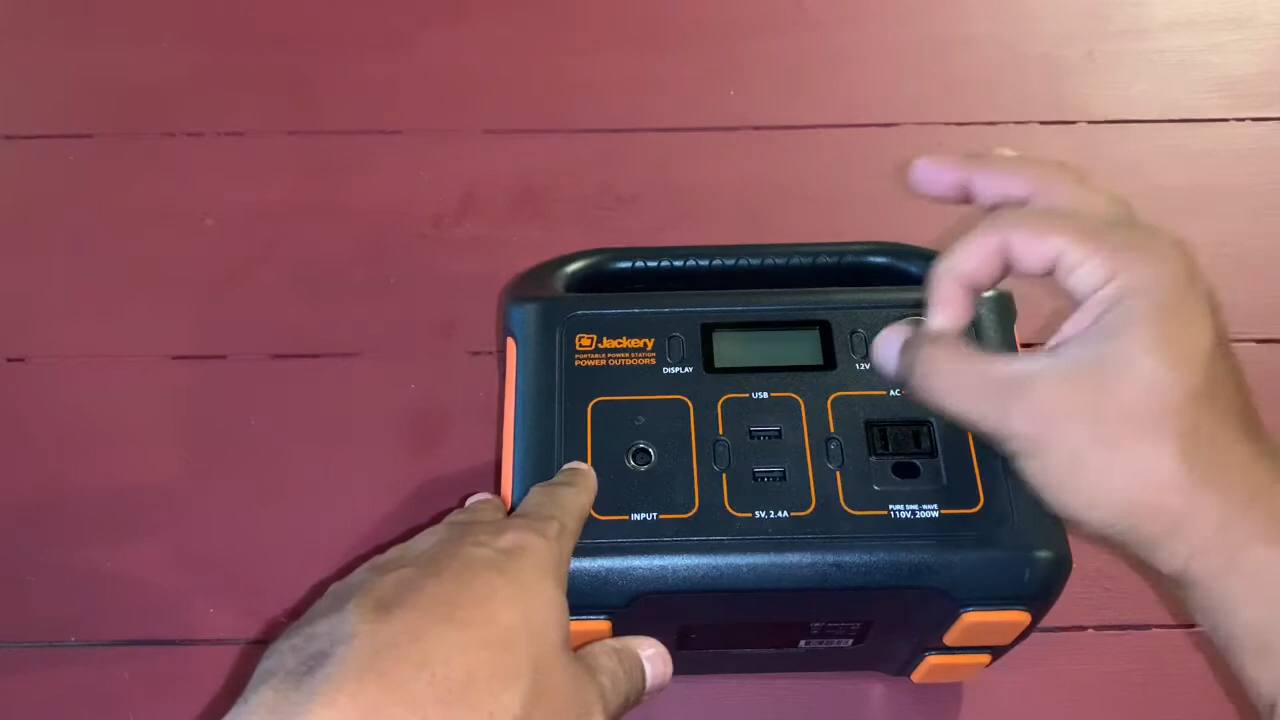 Jackery
PORTABLE POWER STATION
POWER OUTDOORS
DISPLAY
12V
USB
AC
INPUT
5V, 2.4A
PURE SINE-WAVE
110V, 200W
Jackery